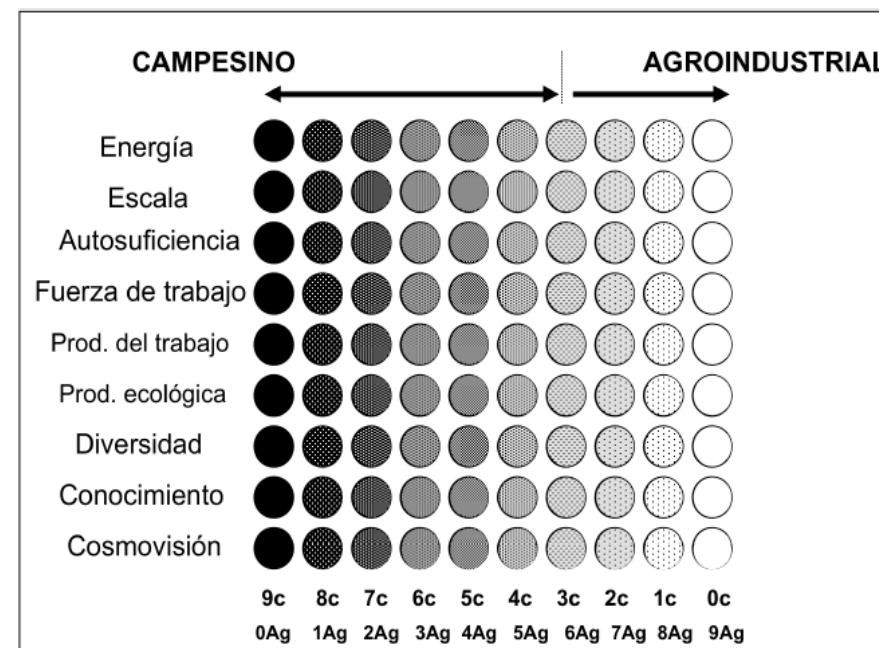 CAMPESINO AGROINDUSTRIAL
Energía
Escala
Autosuficiencia
Fuerza de trabajo
Prod. del trabajo
Prod. ecológica
Diversidad
Conocimiento
Cosmovisión
9c 8c 7c 6c 5c 4c 3c 2c 1c 0c
0Ag 1Ag 2Ag 3Ag 4Ag 5Ag 6Ag 7Ag 8Ag 9Ag